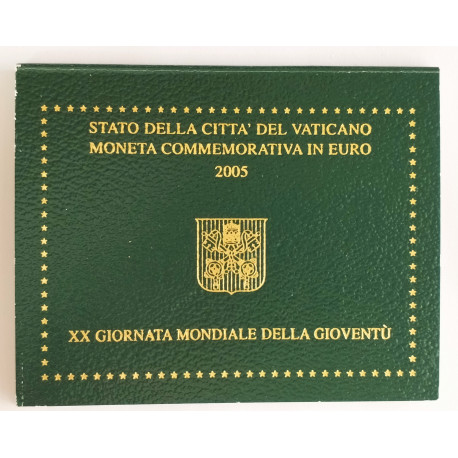 STATO DELLA CITTA' DEL VATICANO
MONETA COMMEMORATIVA IN EURO
2005
XX GIORNATA MONDIALE DELLA GIOVENTÙ